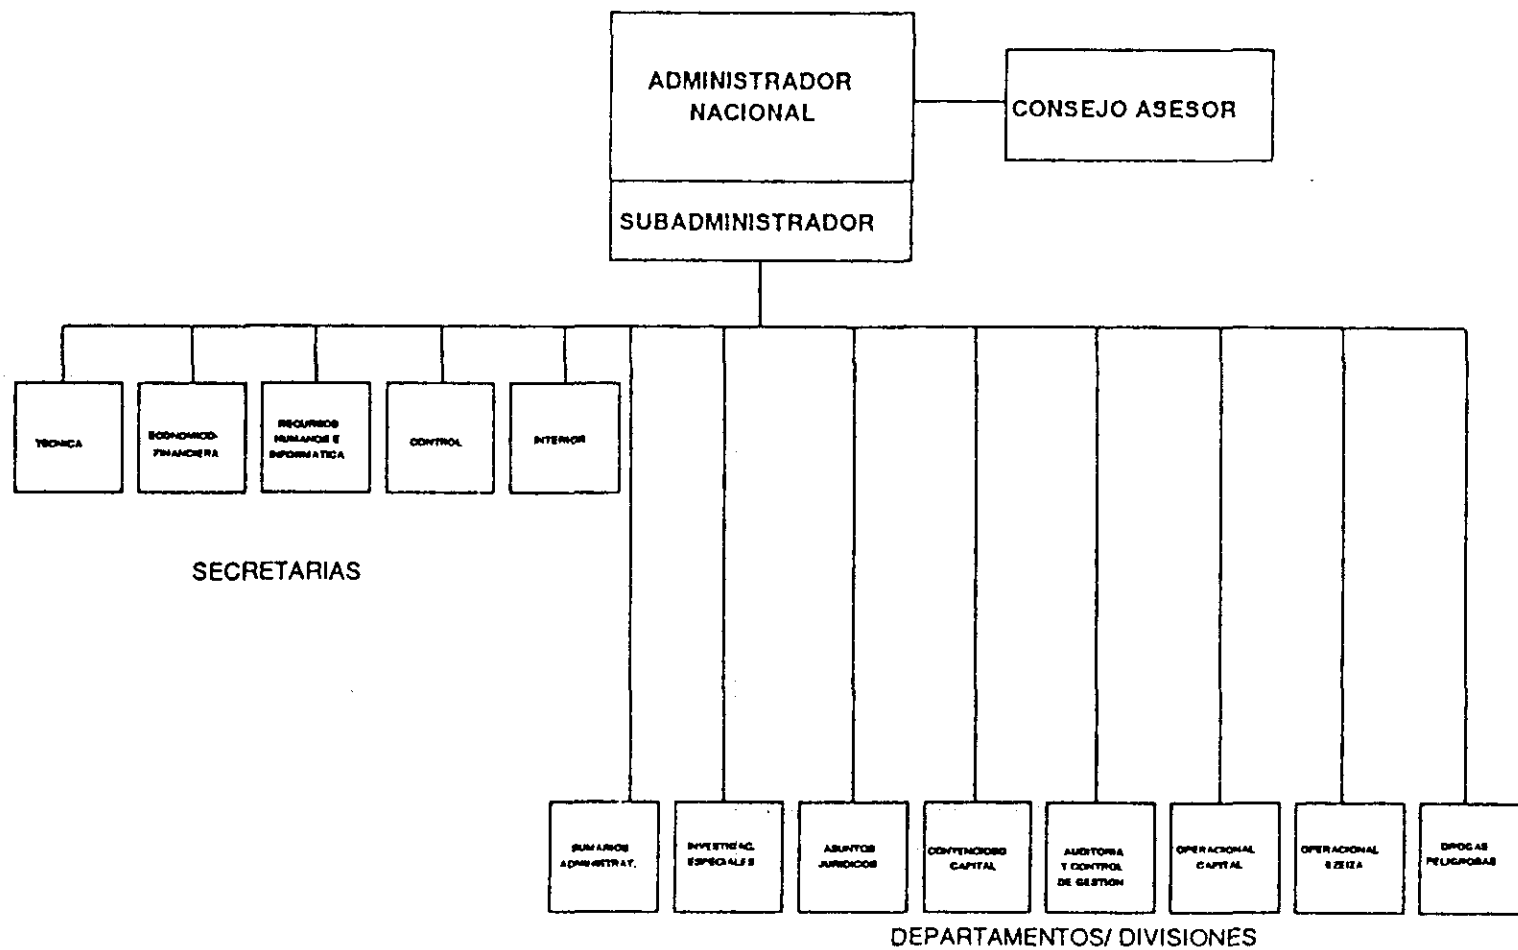 ADMINISTRADOR
NACIONAL
CONSEJO ASESOR
SUBADMINISTRADOR
TECNICA
ECONOMICO-
FINANCIERA
RECURSOS
HUMANOS E
INFORMATICA
CONTROL
INTERIOR
SECRETARIAS
SUMARIOS
ADMINISTRAT.
INVESTIGAC.
ESPECIALES
ASUNTOS
JURIDICOS
CONTENCIOSO
CAPITAL
AUDITORIA
Y CONTROL
DE GESTION
OPERACIONAL
CAPITAL
OPERACIONAL
EZEIZA
DROGAS
PELIGROSAS
DEPARTAMENTOS/ DIVISIONES